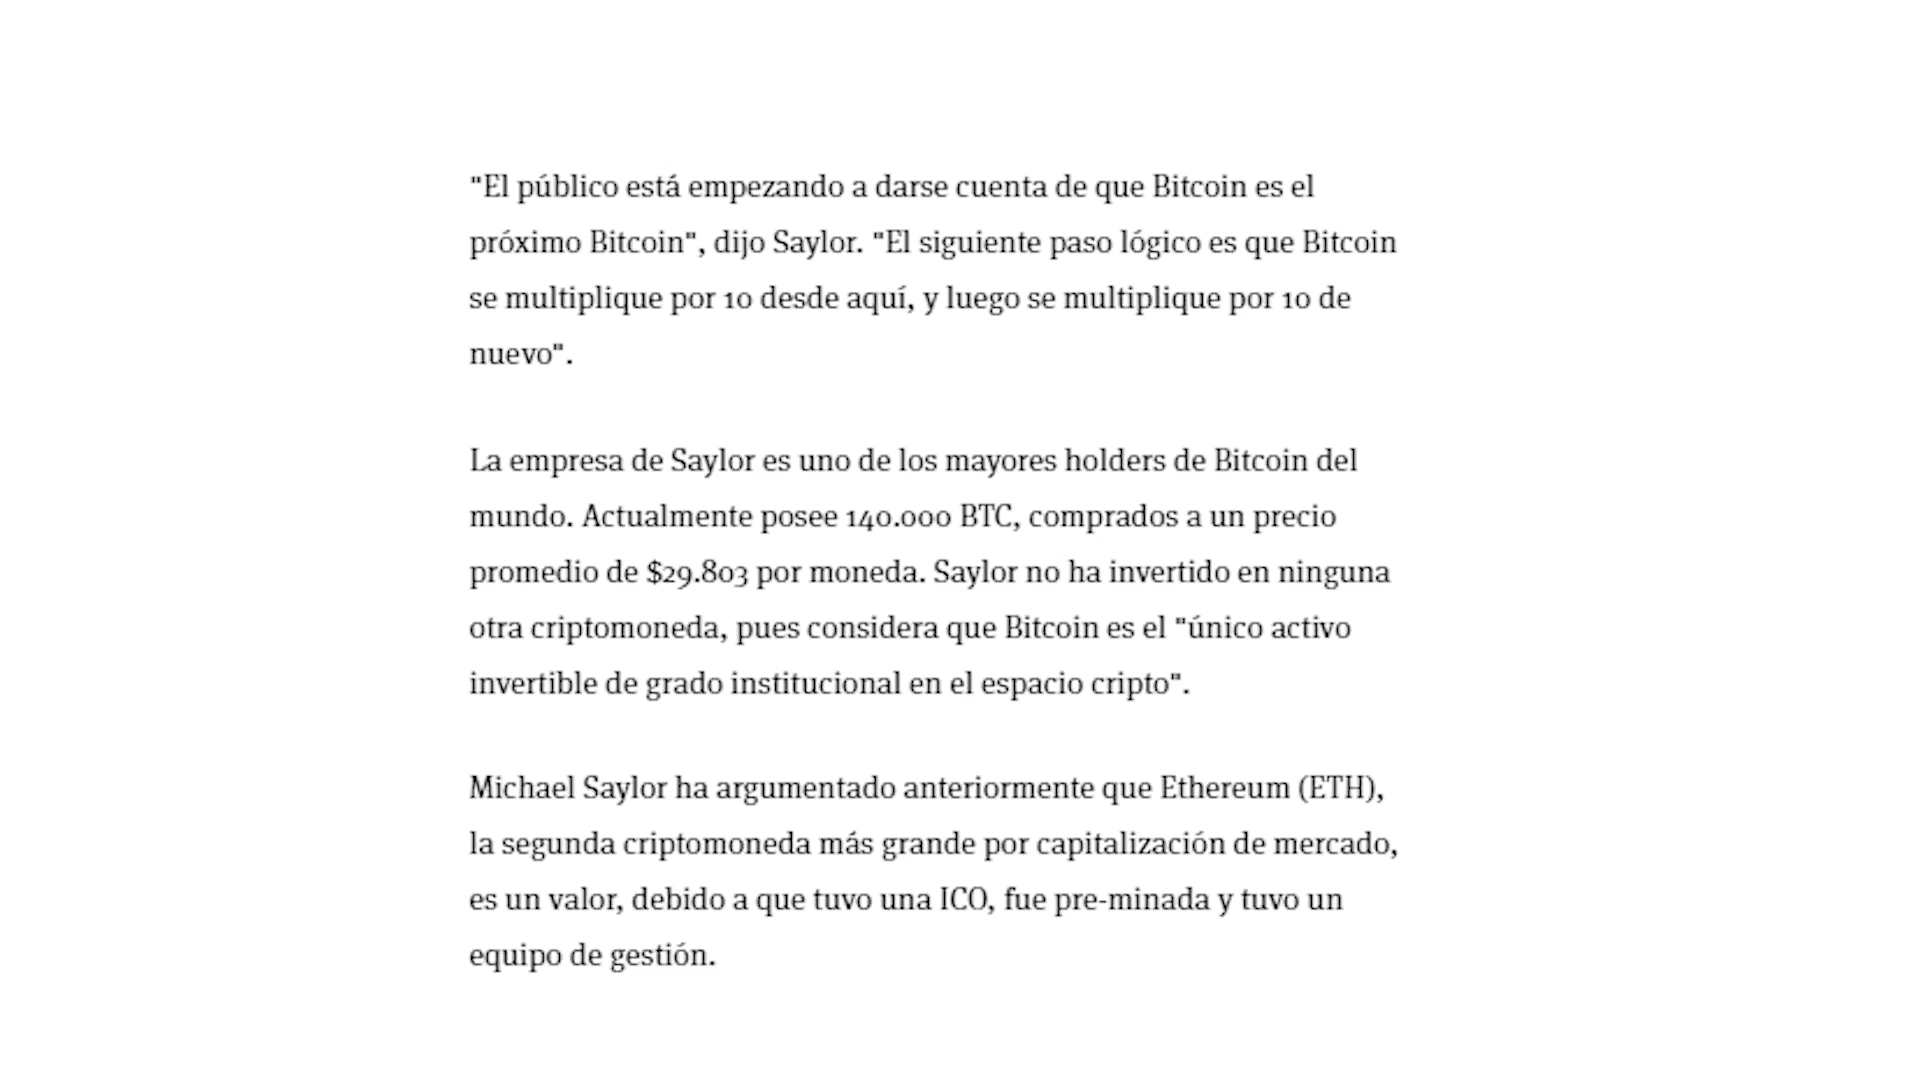 "El público está empezando a darse cuenta de que Bitcoin es el
próximo Bitcoin", dijo Saylor. "El siguiente paso lógico es que Bitcoin
se multiplique por 10 desde aquí, y luego se multiplique por 10 de
nuevo".
La empresa de Saylor es uno de los mayores holders de Bitcoin del
mundo. Actualmente posee 140.000 BTC, comprados a un precio
promedio de $29.803 por moneda. Saylor no ha invertido en ninguna
otra criptomoneda, pues considera que Bitcoin es el "único activo
invertible de grado institucional en el espacio cripto".
Michael Saylor ha argumentado anteriormente que Ethereum (ETH),
la segunda criptomoneda más grande por capitalización de mercado,
es un valor, debido a que tuvo una ICO, fue pre-minada y tuvo un
equipo de gestión.